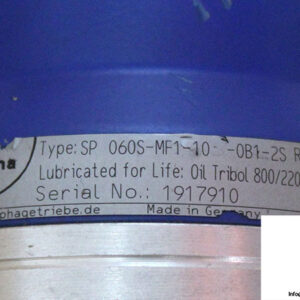 Type: SP 060S-MF1-10 -0B1-2S R
Lubricated for Life: Oil Tribol 800/220
Serial No.: 1917910
phagetriebe.de Made in Germany